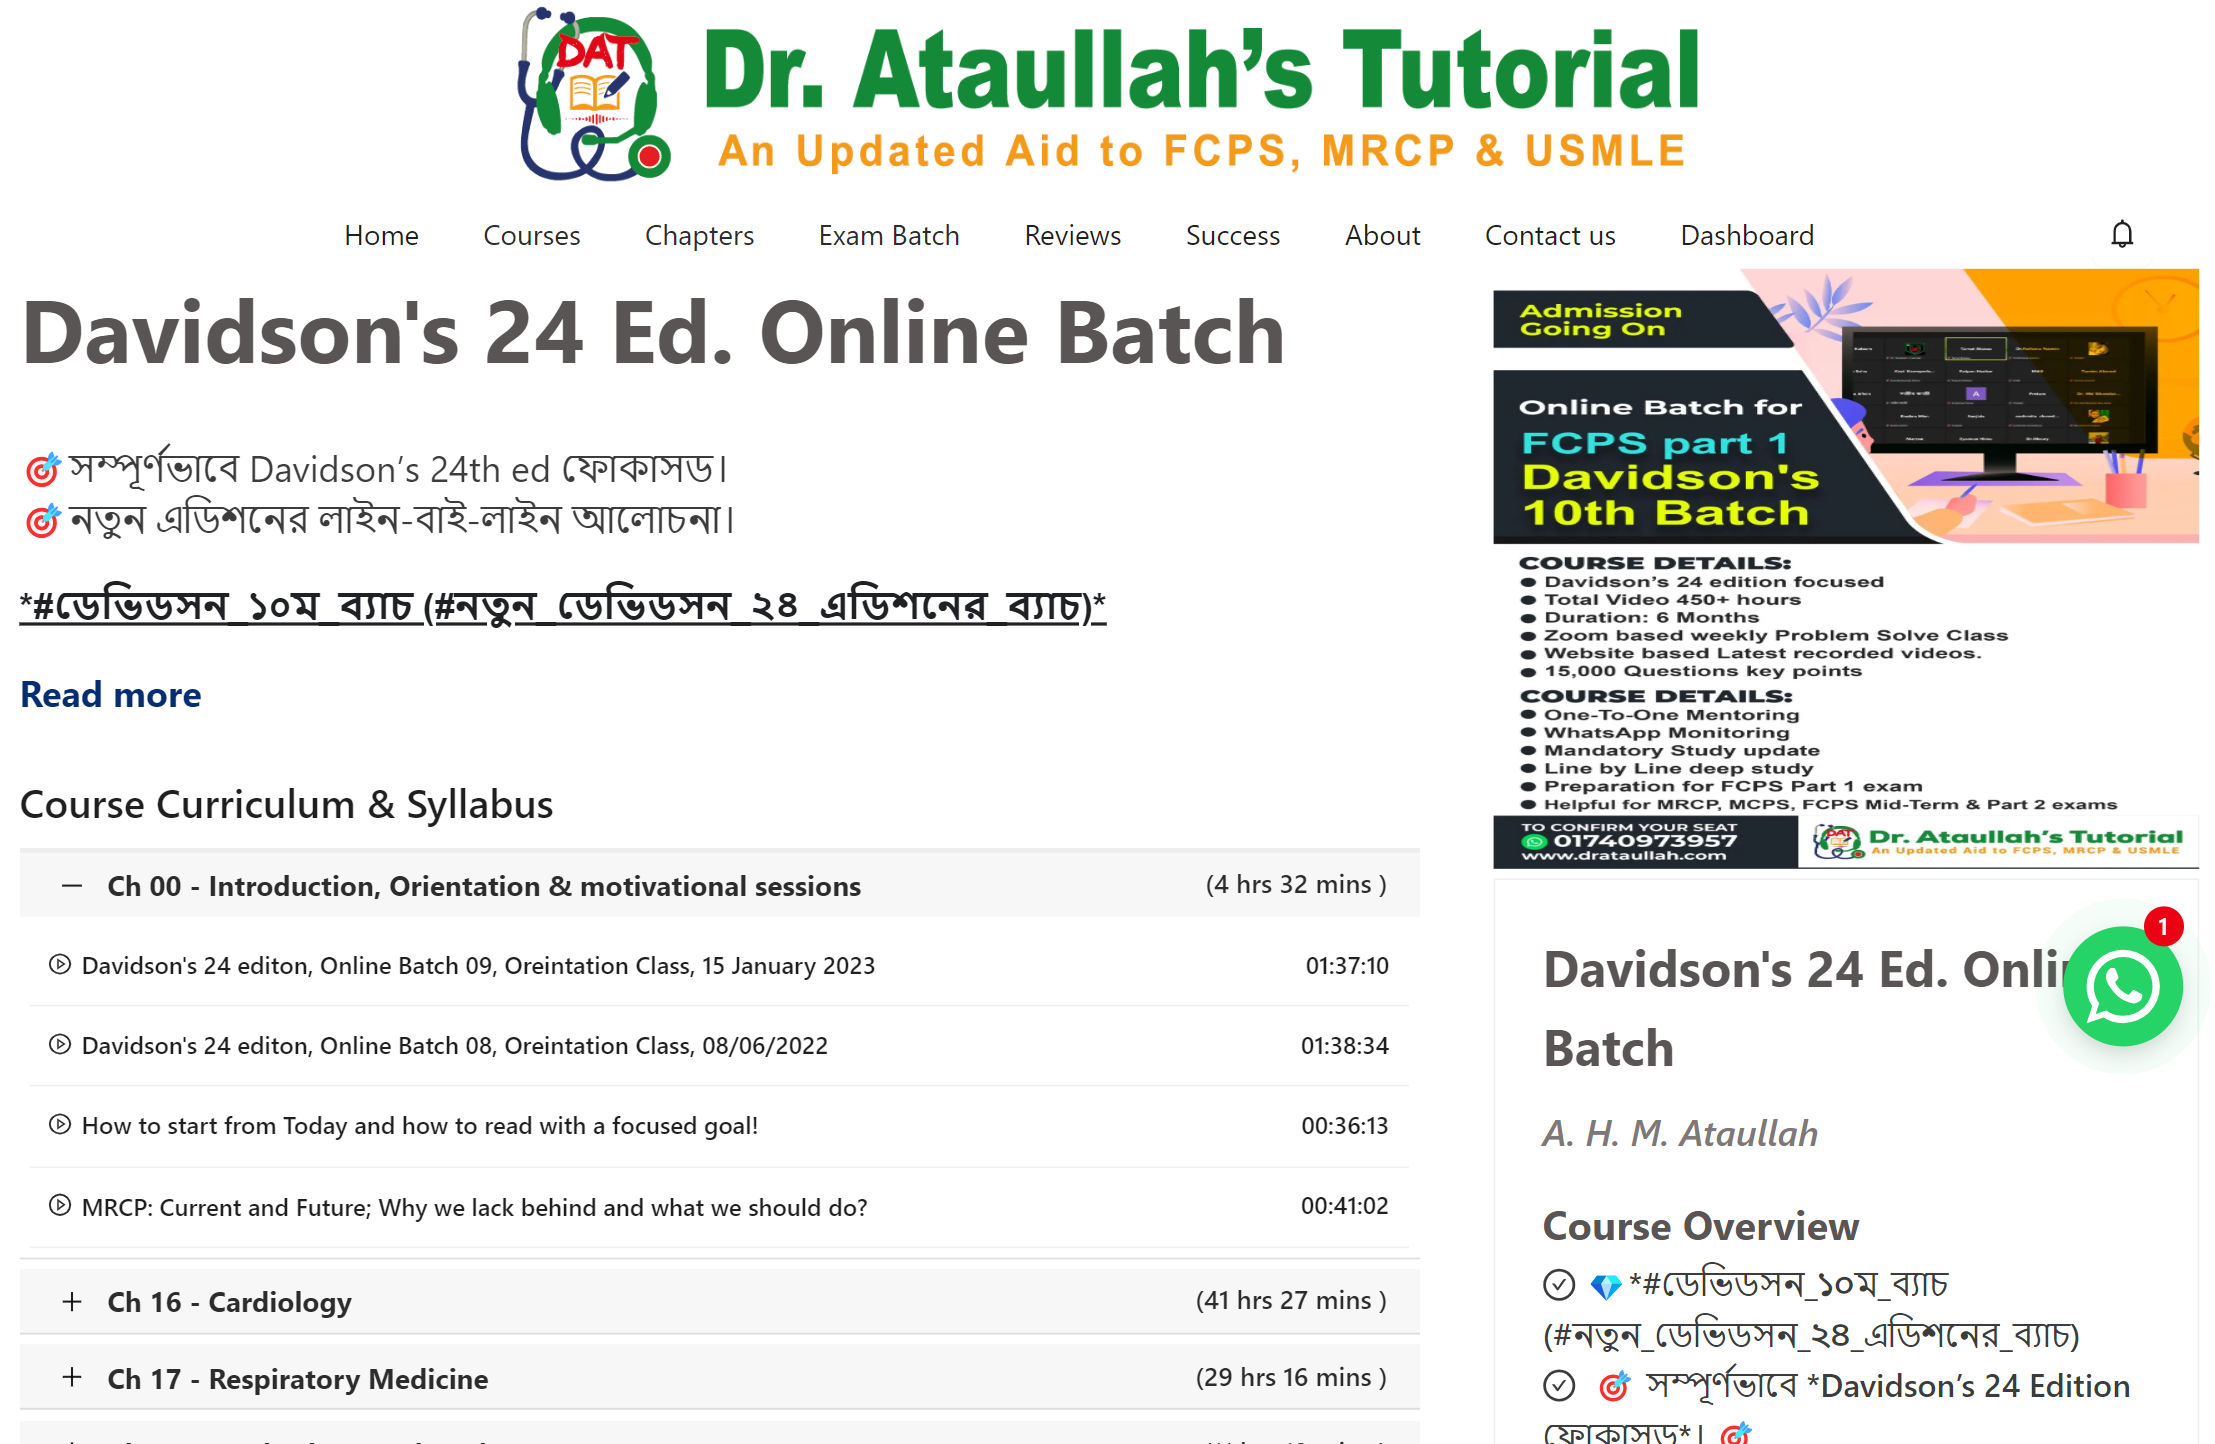 DAT
Dr. Ataullah's Tutorial
An Updated Aid to FCPS, MRCP & USMLE
Home Courses Chapters Exam Batch Reviews Success About Contact us Dashboard
Davidson's 24 Ed. Online Batch
🎯 সম্পূর্ণভাবে Davidson’s 24th ed ফোকাসড।
🎯 নতুন এডিশনের লাইন-বাই-লাইন আলোচনা।
*#ডেভিডসন_১০ম_ব্যাচ (#নতুন_ডেভিডসন_২৪_এডিশনের_ব্যাচ)*
Read more
Course Curriculum & Syllabus
Ch 00 - Introduction, Orientation & motivational sessions (4 hrs 32 mins )
Davidson's 24 editon, Online Batch 09, Oreintation Class, 15 January 2023 01:37:10
Davidson's 24 editon, Online Batch 08, Oreintation Class, 08/06/2022 01:38:34
How to start from Today and how to read with a focused goal! 00:36:13
MRCP: Current and Future; Why we lack behind and what we should do? 00:41:02
Ch 16 - Cardiology (41 hrs 27 mins )
Ch 17 - Respiratory Medicine (29 hrs 16 mins )
Admission
Going On
Online Batch for
FCPS part 1
Davidson's
10th Batch
COURSE DETAILS:
● Davidson’s 24 edition focused
● Total Video 450+ hours
● Duration: 6 Months
● Zoom based weekly Problem Solve Class
● Website based Latest recorded videos.
● 15,000 Questions key points
COURSE DETAILS:
● One-To-One Mentoring
● WhatsApp Monitoring
● Mandatory Study update
● Line by Line deep study
● Preparation for FCPS Part 1 exam
● Helpful for MRCP, MCPS, FCPS Mid-Term & Part 2 exams
TO CONFIRM YOUR SEAT
01740973957
www.drataullah.com
DAT
Dr. Ataullah's Tutorial
An Updated Aid to FCPS, MRCP & USMLE
1
Davidson's 24 Ed.
Batch
A. H. M. Ataullah
Course Overview
💎 *#ডেভিডসন_১০ম_ব্যাচ
(#নতুন_ডেভিডসন_২৪_এডিশনের_ব্যাচ)
🎯 সম্পূর্ণভাবে *Davidson’s 24 Edition
ফোকাসড*। 🎯